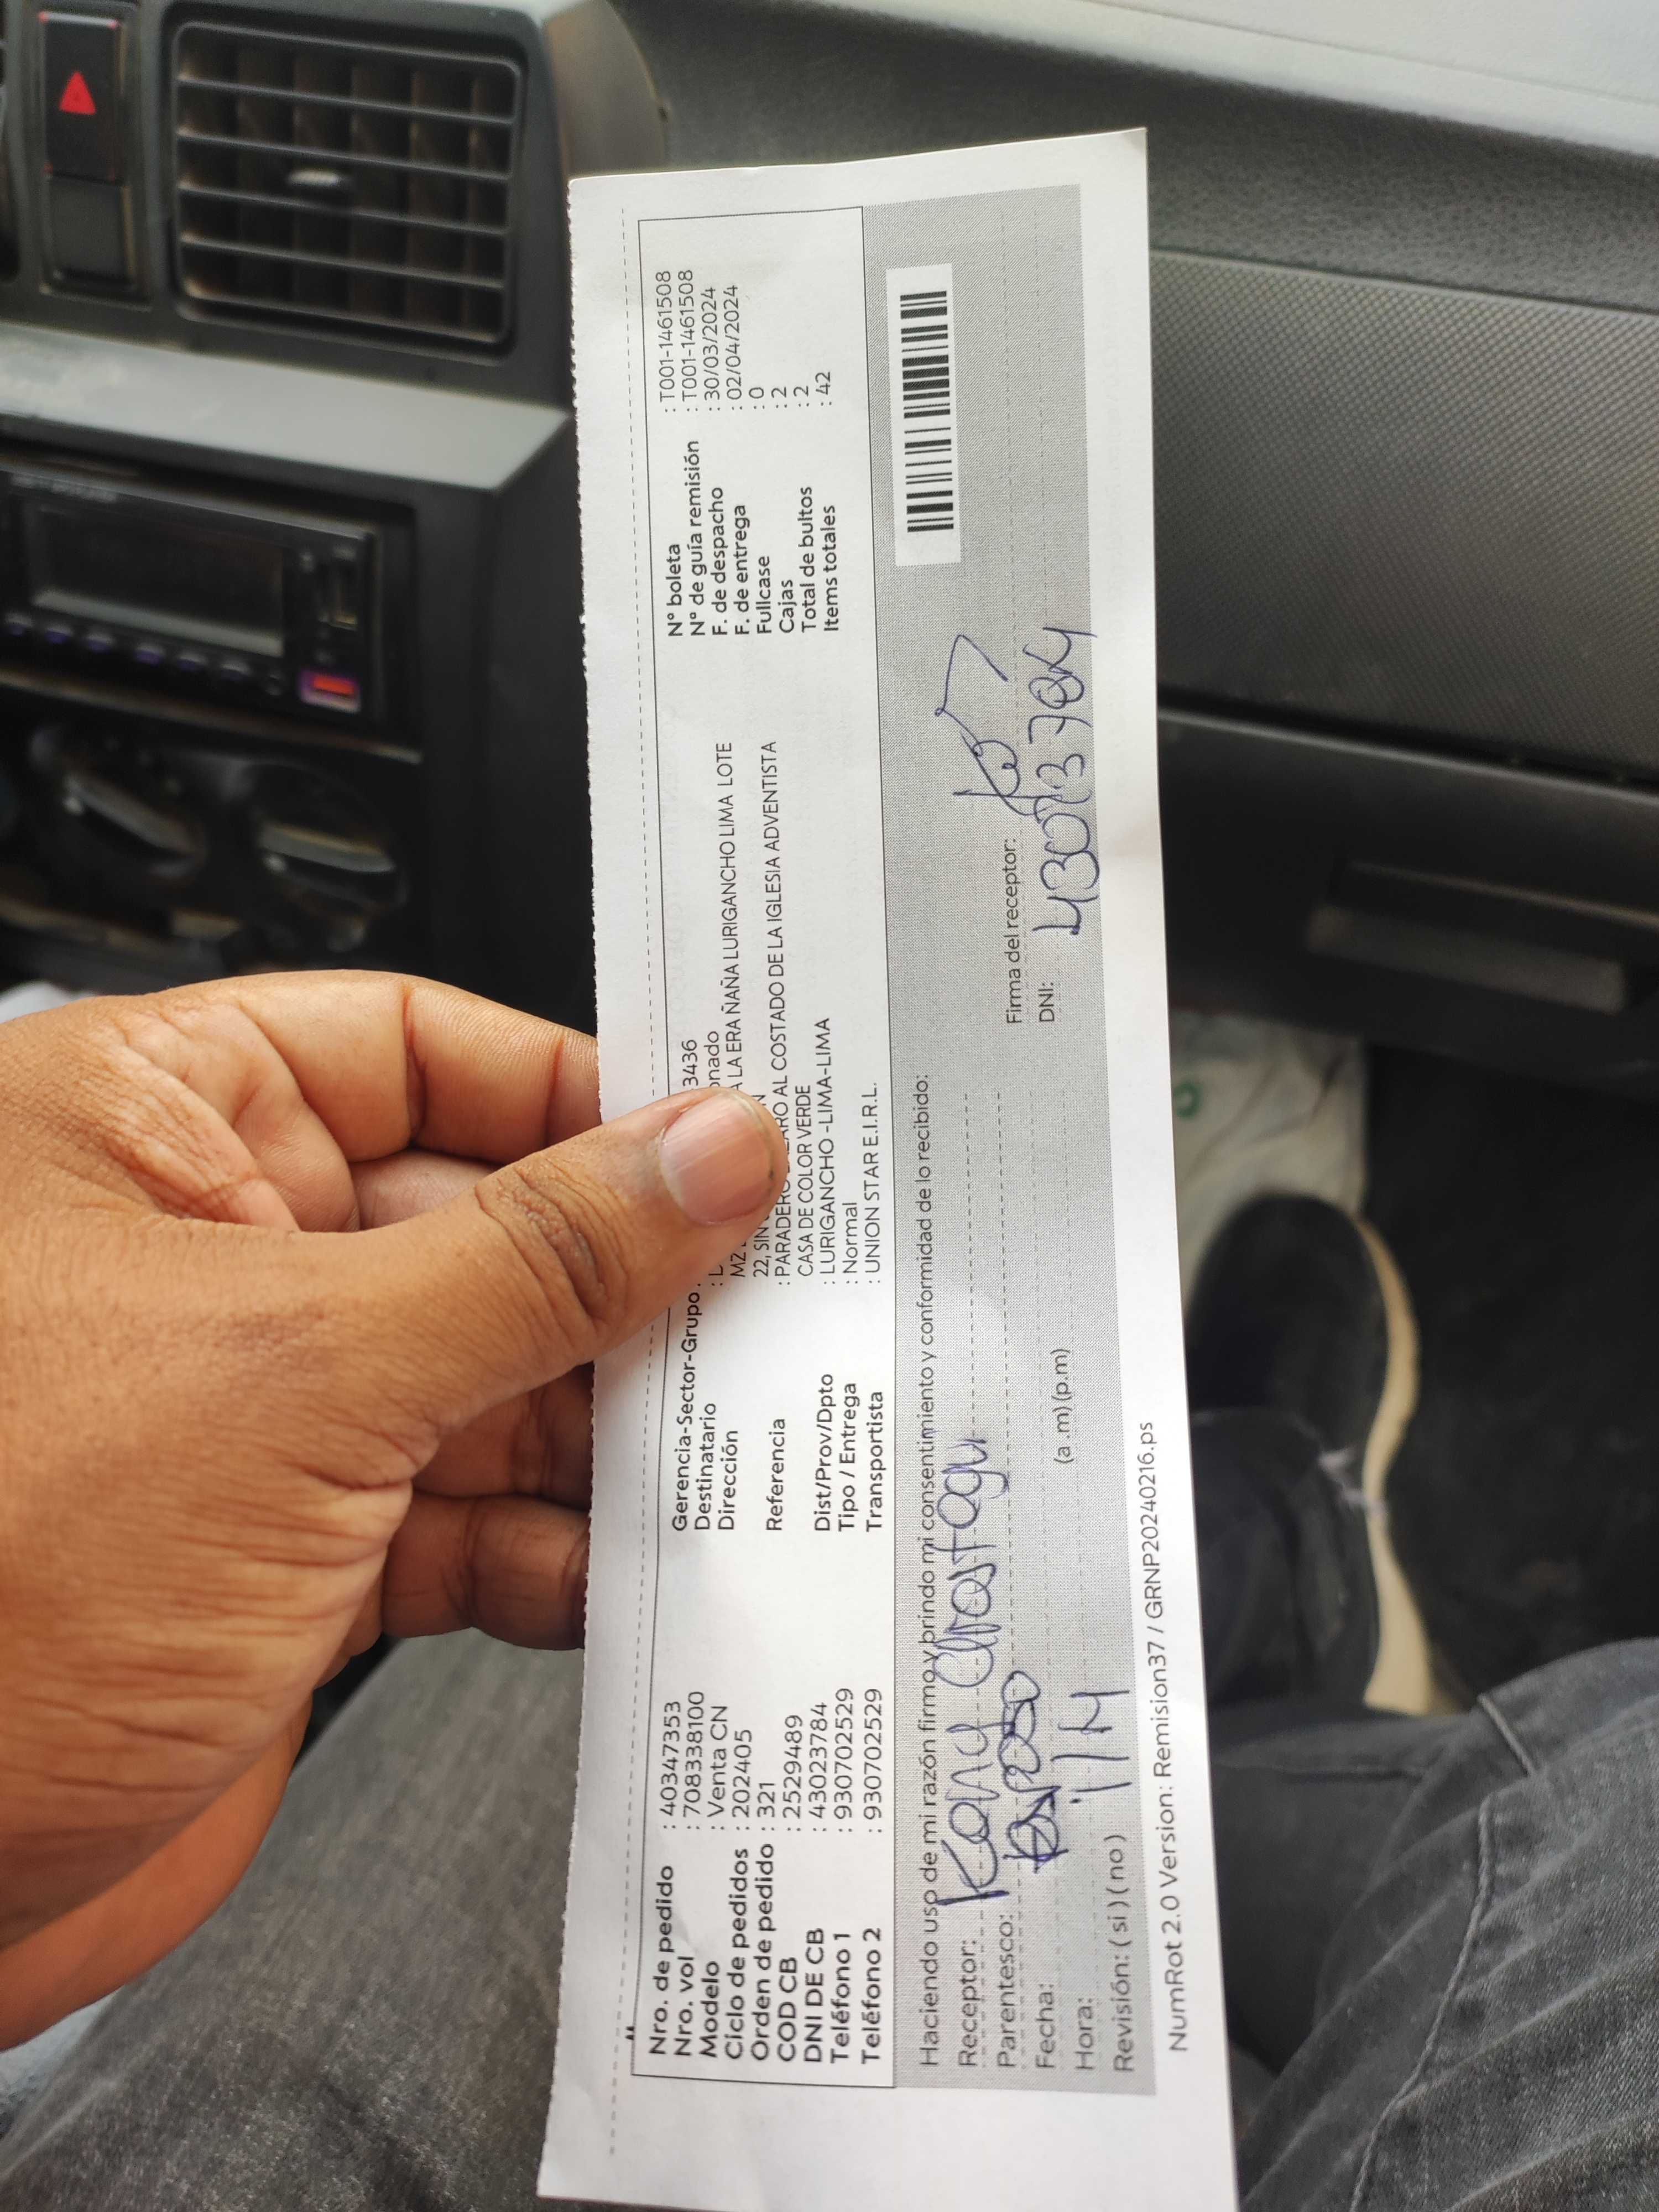 Nro. de pedido : 40347353
Nro. vol : 708338100
Modelo : Venta CN
Ciclo de pedidos : 202405
Orden de pedido : 321
COD CB : 2529489
DNI DE CB : 43023784
Teléfono 1 : 930702529
Teléfono 2 : 930702529
Gerencia-Sector-Grupo : 3436
Destinatario
Dirección MZ LA ERA ÑAÑA LURIGANCHO LIMA LOTE
22, SIN
Referencia : PARADERO AL COSTADO DE LA IGLESIA ADVENTISTA
CASA DE COLOR VERDE
Dist/Prov/Dpto : LURIGANCHO -LIMA-LIMA
Tipo / Entrega : Normal
Transportista : UNION STAR E.I.R.L.
N° boleta : T001-1461508
N° de guía remisión : T001-1461508
F. de despacho : 30/03/2024
F. de entrega : 02/04/2024
Fullcase : 0
Cajas : 2
Total de bultos : 2
Items totales : 42
Haciendo uso de mi razón firmo y brindo mi consentimiento y conformidad de lo recibido:
Receptor:
Parentesco:
Fecha:
Hora: (a .m) (p.m)
Revisión: ( si ) ( no )
Firma del receptor:
DNI:
NumRot 2.0 Version: Remision37 / GRNP20240216.ps